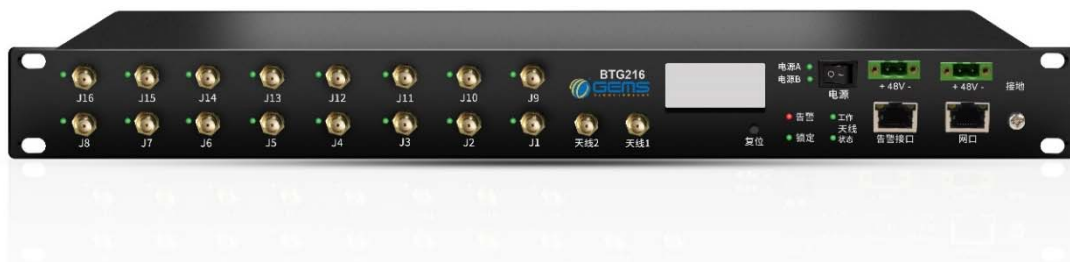 BTG216
GEMS
J16 J15 J14 J13 J12 J11 J10 J9
J8 J7 J6 J5 J4 J3 J2 J1 天线2 天线1
复位
电源A
电源B
电源
告警
工作
锁定
天线
状态
+ 48V -
+ 48V -
接地
告警接口
网口